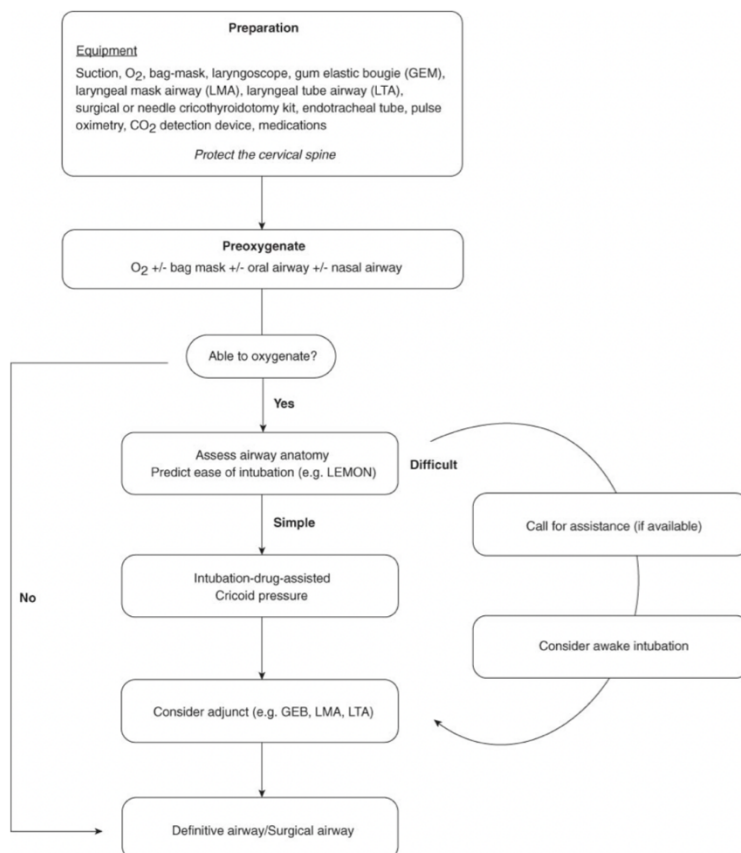 Preparation
Equipment
Suction, O2, bag-mask, laryngoscope, gum elastic bougie (GEM),
laryngeal mask airway (LMA), laryngeal tube airway (LTA),
surgical or needle cricothyroidotomy kit, endotracheal tube, pulse
oximetry, CO2 detection device, medications
Protect the cervical spine
Preoxygenate
O2 +/- bag mask +/- oral airway +/- nasal airway
Able to oxygenate?
Yes
Assess airway anatomy
Predict ease of intubation (e.g. LEMON)
Difficult
Call for assistance (if available)
Simple
Intubation-drug-assisted
Cricoid pressure
No
Consider awake intubation
Consider adjunct (e.g. GEB, LMA, LTA)
Definitive airway/Surgical airway